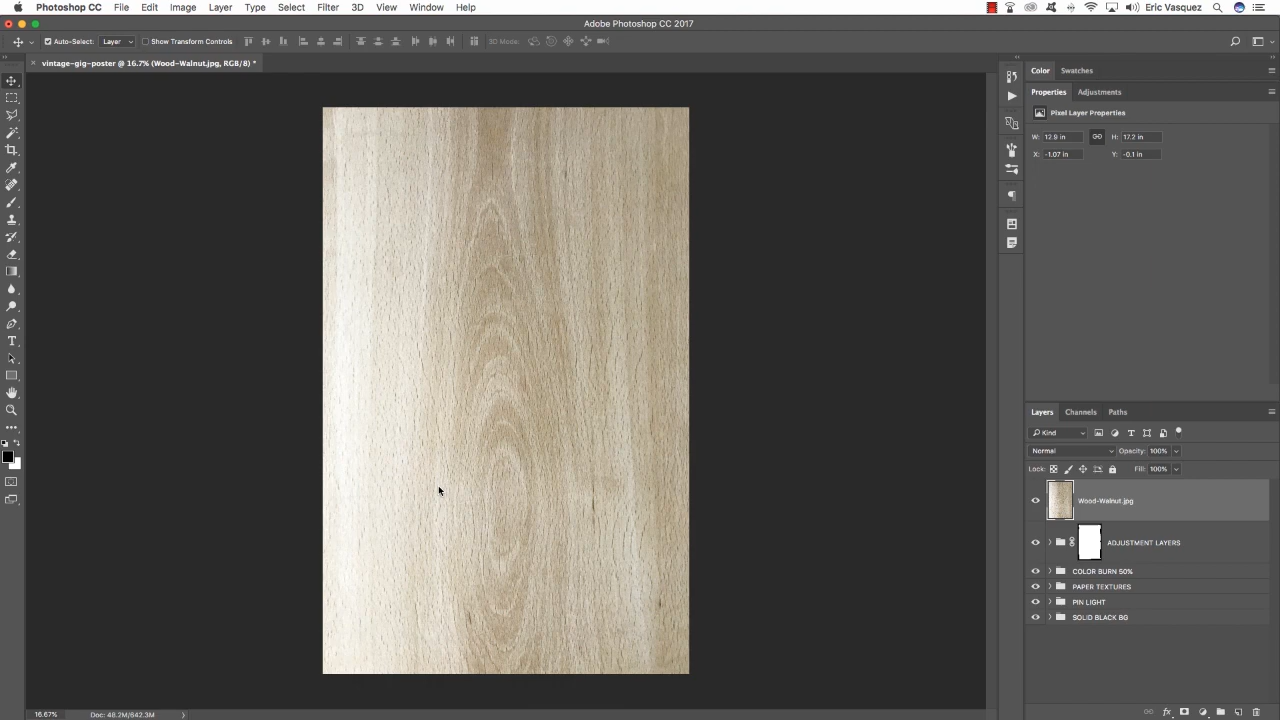 Photoshop CC File Edit Image Layer Type Select Filter 3D View Window Help Eric Vasquez
Adobe Photoshop CC 2017
Auto-Select: Layer Show Transform Controls 3D Mode:
vintage-gig-poster @ 16.7% (Wood-Walnut.jpg, RGB/8) *
Color Swatches
Properties Adjustments
Pixel Layer Properties
W: 12.9 in H: 17.2 in
X: -1.07 in Y: -0.1 in
Layers Channels Paths
Kind
Normal Opacity: 100%
Lock: Fill: 100%
Wood-Walnut.jpg
ADJUSTMENT LAYERS
COLOR BURN 50%
PAPER TEXTURES
PIN LIGHT
SOLID BLACK BG
16.67% Doc: 48.2M/642.3M